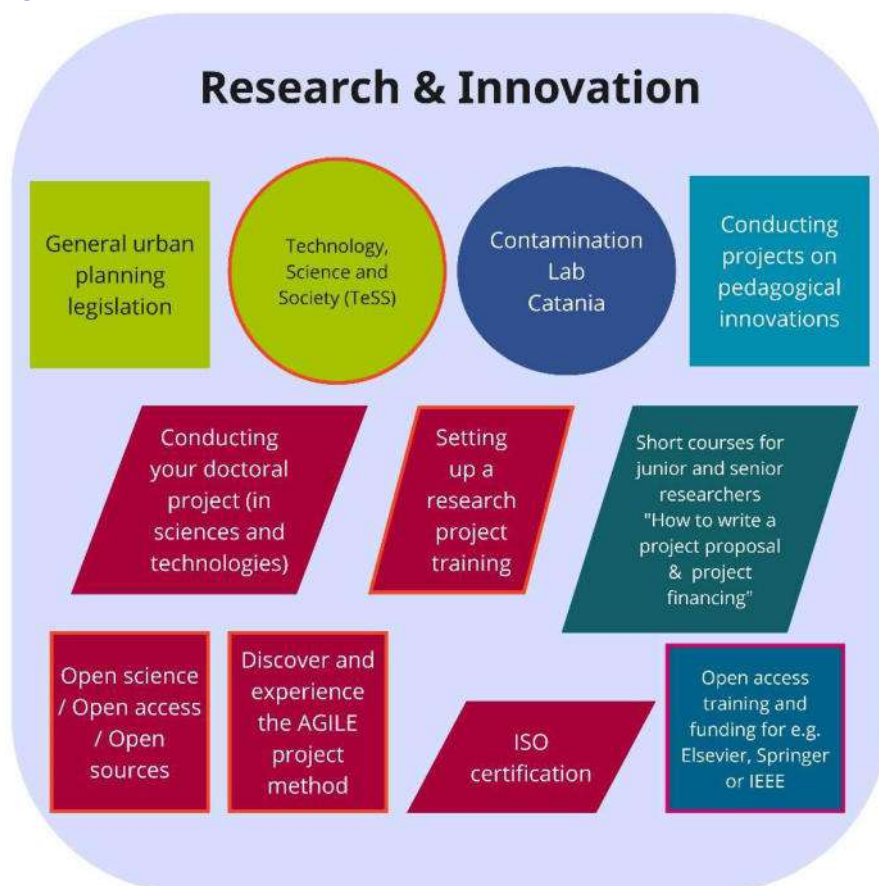 Research & Innovation
General urban
planning
legislation
Technology,
Science and
Society (TeSS)
Contamination
Lab
Catania
Conducting
projects on
pedagogical
innovations
Conducting
your doctoral
project (in
sciences and
technologies)
Setting
up a
research
project
training
Short courses for
junior and senior
researchers
"How to write a
project proposal
& project
financing"
Open science
/ Open access
/ Open
sources
Discover and
experience
the AGILE
project
method
ISO
certification
Open access
training and
funding for e.g.
Elsevier, Springer
or IEEE